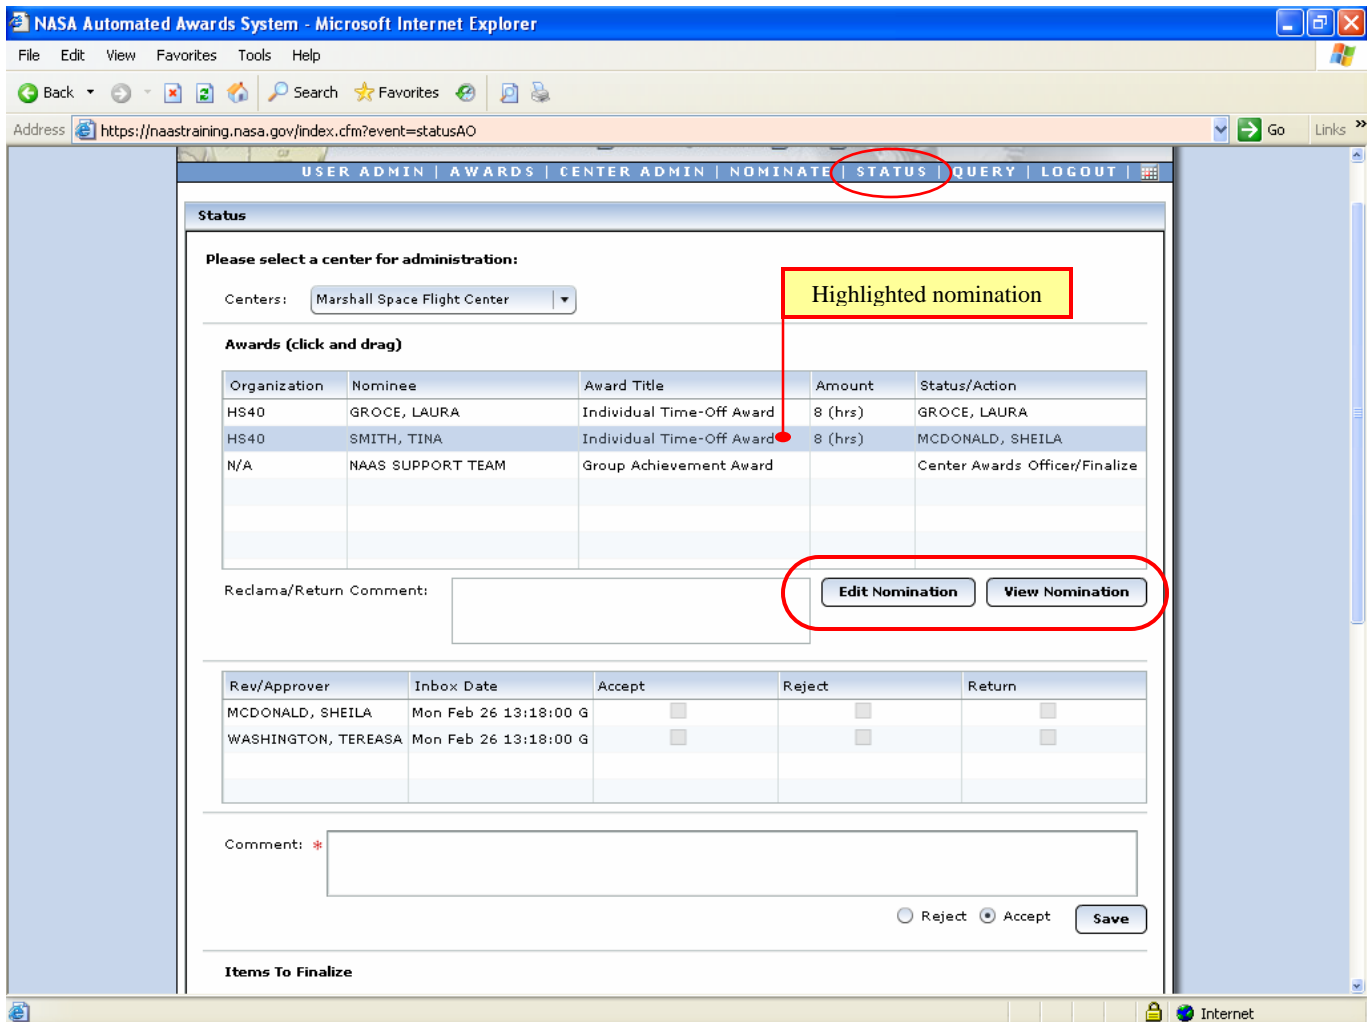 NASA Automated Awards System - Microsoft Internet Explorer
File Edit View Favorites Tools Help
Back Search Favorites
Address https://naastraining.nasa.gov/index.cfm?event=statusAO Go Links »
USER ADMIN | AWARDS | CENTER ADMIN | NOMINATE | STATUS | QUERY | LOGOUT |
Status
Please select a center for administration:
Centers: Marshall Space Flight Center
Highlighted nomination
Awards (click and drag)
Organization Nominee Award Title Amount Status/Action
HS40 GROCE, LAURA Individual Time-Off Award 8 (hrs) GROCE, LAURA
HS40 SMITH, TINA Individual Time-Off Award 8 (hrs) MCDONALD, SHEILA
N/A NAAS SUPPORT TEAM Group Achievement Award Center Awards Officer/Finalize
Reclama/Return Comment: Edit Nomination View Nomination
Rev/Approver Inbox Date Accept Reject Return
MCDONALD, SHEILA Mon Feb 26 13:18:00 G
WASHINGTON, TEREASA Mon Feb 26 13:18:00 G
Comment: *
Reject Accept Save
Items To Finalize
Internet